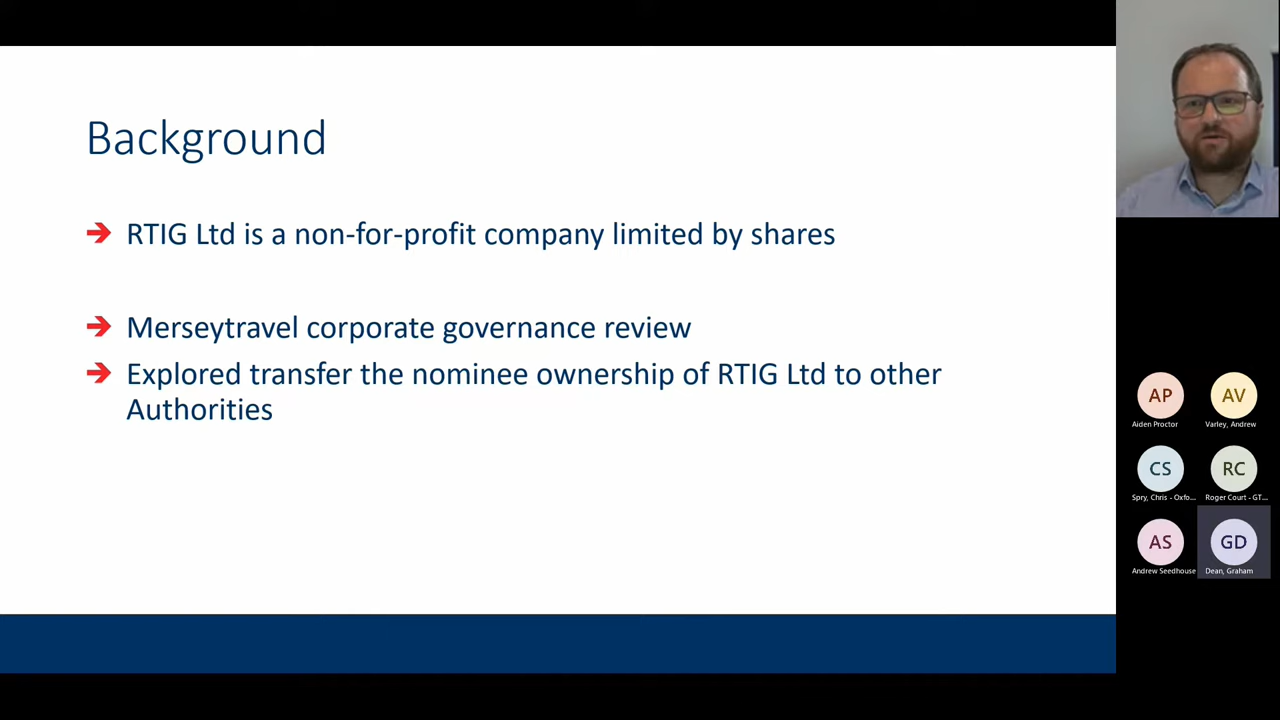 Background
➔ RTIG Ltd is a non-for-profit company limited by shares
➔ Merseytravel corporate governance review
➔ Explored transfer the nominee ownership of RTIG Ltd to other
Authorities
AP
Aiden Proctor
AV
Varley, Andrew
CS
Spry, Chris - Oxfo...
RC
Roger Court - GT...
AS
Andrew Seedhouse
GD
Dean, Graham